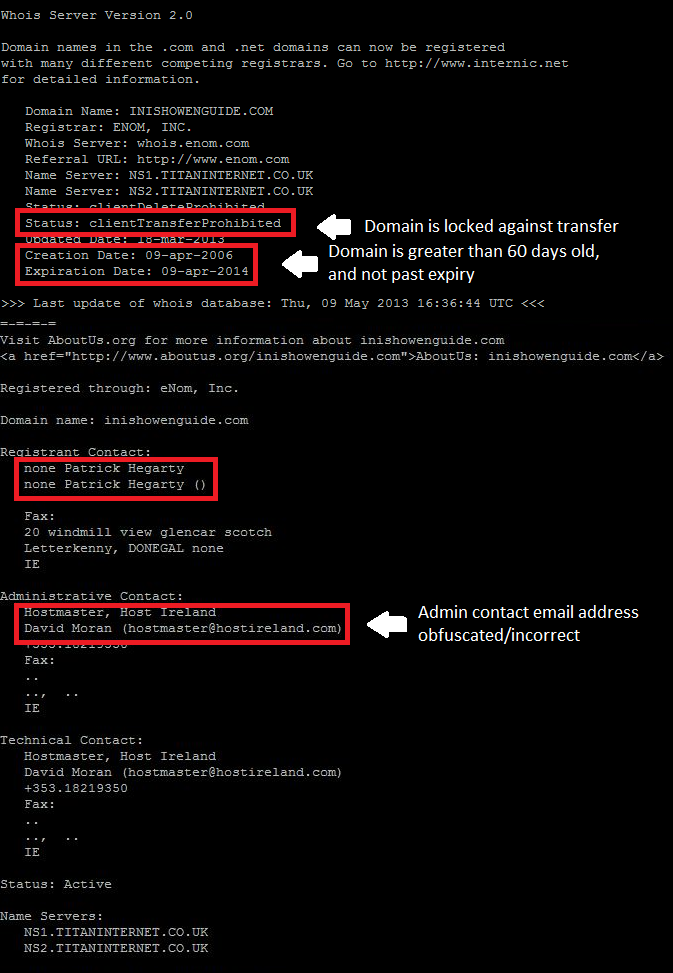 Whois Server Version 2.0
Domain names in the .com and .net domains can now be registered
with many different competing registrars. Go to http://www.internic.net
for detailed information.
Domain Name: INISHOWENGUIDE.COM
Registrar: ENOM, INC.
Whois Server: whois.enom.com
Referral URL: http://www.enom.com
Name Server: NS1.TITANINTERNET.CO.UK
Name Server: NS2.TITANINTERNET.CO.UK
Status: clientDeleteProhibited
Status: clientTransferProhibited
Domain is locked against transfer
Updated Date: 18-mar-2013
Creation Date: 09-apr-2006
Expiration Date: 09-apr-2014
Domain is greater than 60 days old,
and not past expiry
>>> Last update of whois database: Thu, 09 May 2013 16:36:44 UTC <<<
=-=-=-=
Visit AboutUs.org for more information about inishowenguide.com
<a href="http://www.aboutus.org/inishowenguide.com">AboutUs: inishowenguide.com</a>
Registered through: eNom, Inc.
Domain name: inishowenguide.com
Registrant Contact:
none Patrick Hegarty
none Patrick Hegarty ()
Fax:
20 windmill view glencar scotch
Letterkenny, DONEGAL none
IE
Administrative Contact:
Hostmaster, Host Ireland
David Moran (hostmaster@hostireland.com)
Admin contact email address
obfuscated/incorrect
+353.18219350
Fax:
..
.., ..
IE
Technical Contact:
Hostmaster, Host Ireland
David Moran (hostmaster@hostireland.com)
+353.18219350
Fax:
..
.., ..
IE
Status: Active
Name Servers:
NS1.TITANINTERNET.CO.UK
NS2.TITANINTERNET.CO.UK